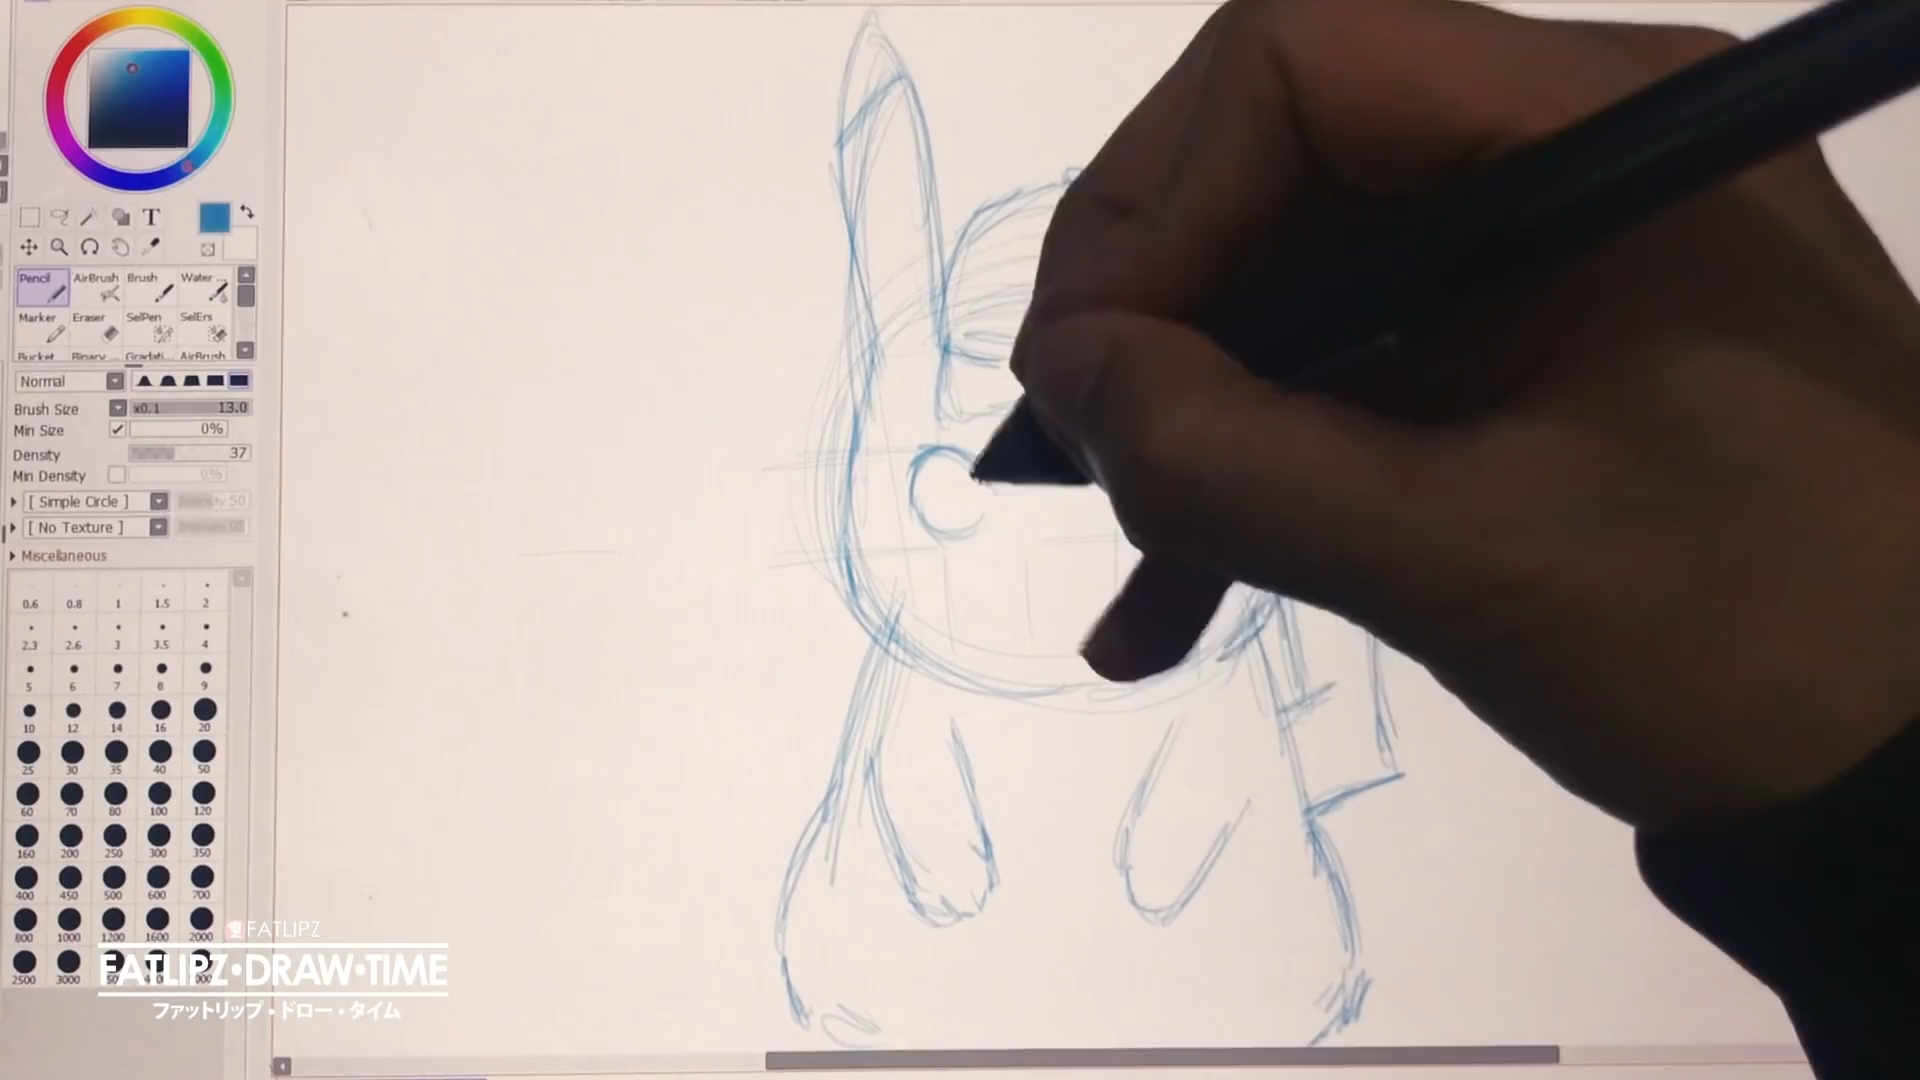 T
Pencil AirBrush Brush Water ...
Marker Eraser SelPen SelErs
Bucket Binary ... Gradati... AirBrush
Normal
Brush Size x0.1 13.0
Min Size 0%
Density 37
Min Density 0%
[ Simple Circle ] 50
[ No Texture ]
Miscellaneous
0.6 0.8 1 1.5 2
2.3 2.6 3 3.5 4
5 6 7 8 9
10 12 14 16 20
25 30 35 40 50
60 70 80 100 120
160 200 250 300 350
400 450 500 600 700
800 1000 1200 1600 2000
2500 3000
FATLIPZ
FATLIPZ•DRAW•TIME
ファットリップ・ドロー・タイム